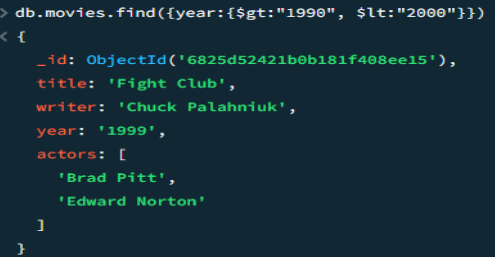 > db.movies.find({year:{$gt:"1990", $lt:"2000"}})
< {
_id: ObjectId('6825d52421b0b181f408ee15'),
title: 'Fight Club',
writer: 'Chuck Palahniuk',
year: '1999',
actors: [
'Brad Pitt',
'Edward Norton'
]
}